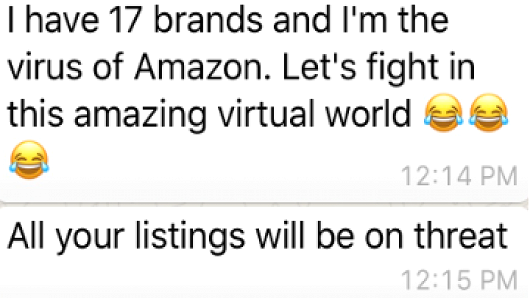 I have 17 brands and I'm the
virus of Amazon. Let's fight in
this amazing virtual world 😂😂
😂
12:14 PM
All your listings will be on threat
12:15 PM